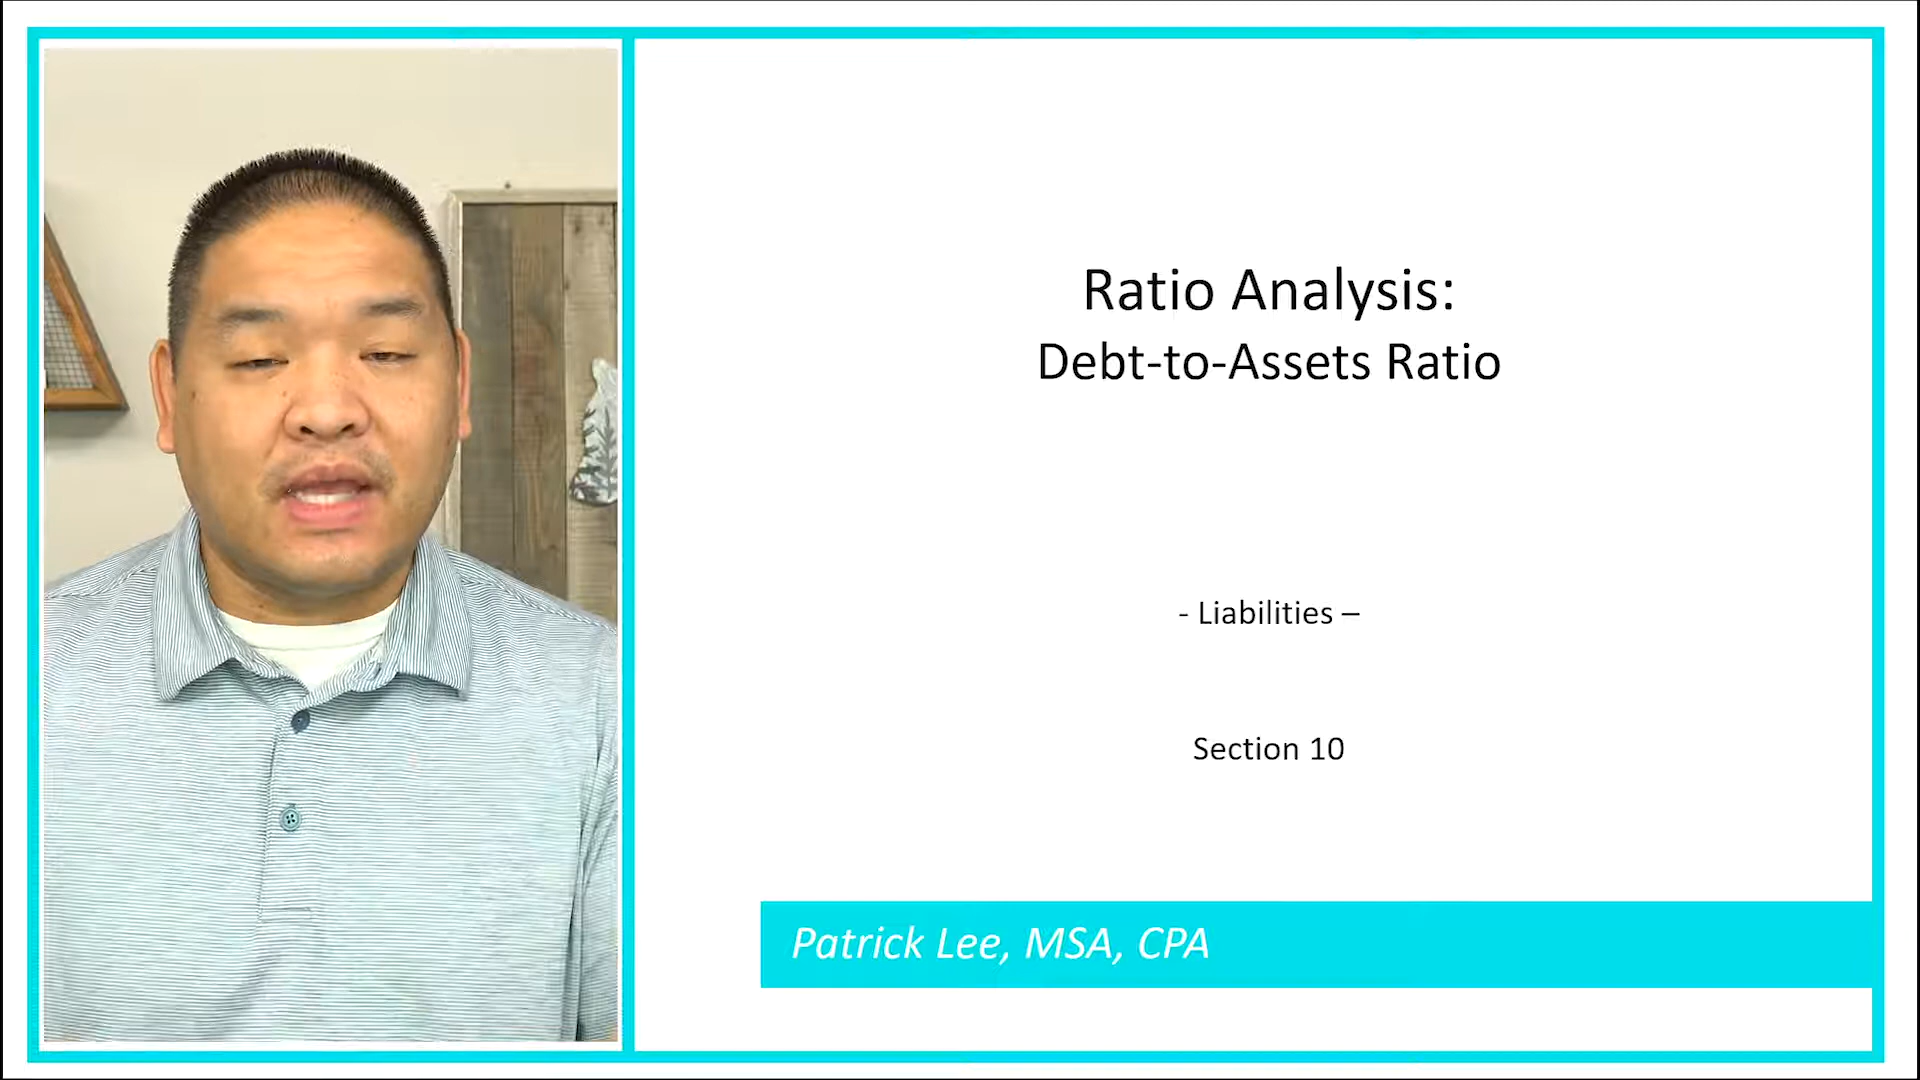 Ratio Analysis:
Debt-to-Assets Ratio
- Liabilities –
Section 10
Patrick Lee, MSA, CPA